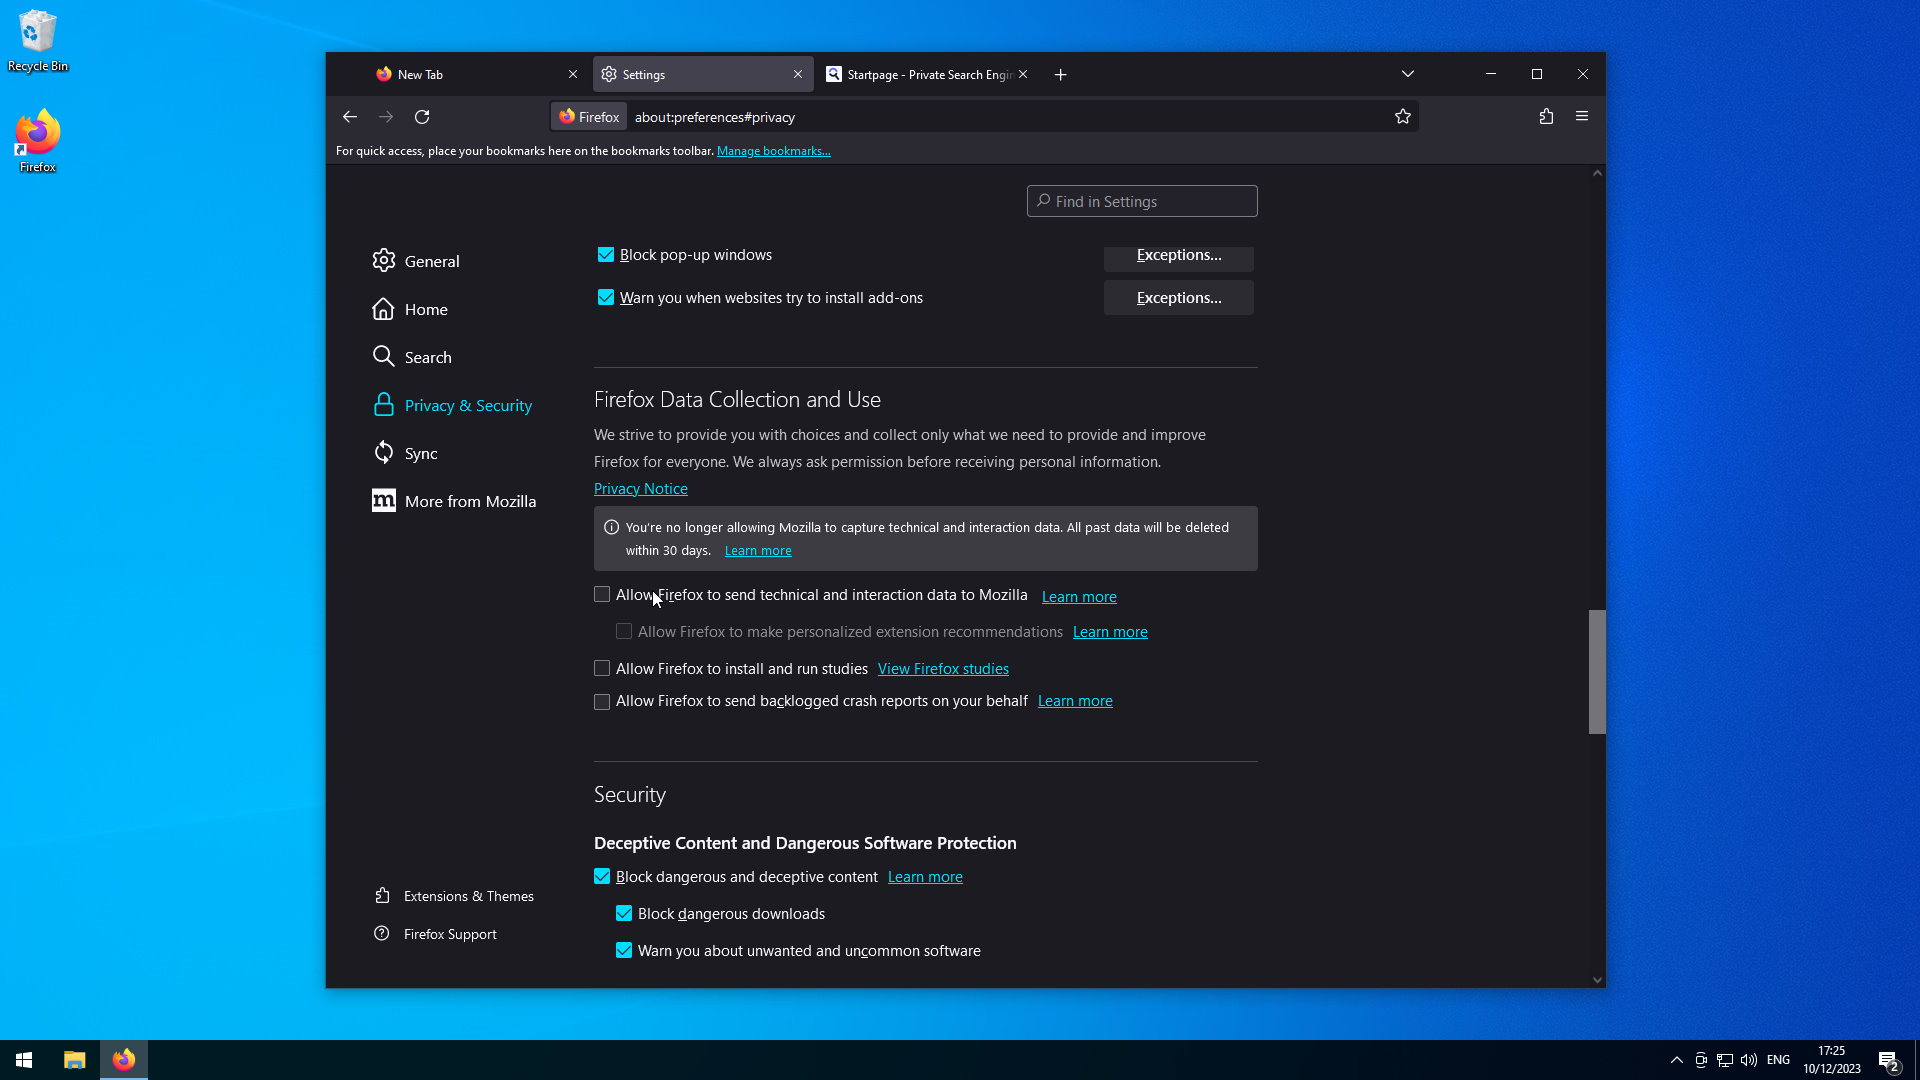 Recycle Bin
Firefox
New Tab
Settings
Startpage - Private Search Engin
Firefox
about:preferences#privacy
For quick access, place your bookmarks here on the bookmarks toolbar. Manage bookmarks...
Find in Settings
General
Home
Search
Privacy & Security
Sync
More from Mozilla
Extensions & Themes
Firefox Support
Block pop-up windows
Exceptions...
Warn you when websites try to install add-ons
Exceptions...
Firefox Data Collection and Use
We strive to provide you with choices and collect only what we need to provide and improve
Firefox for everyone. We always ask permission before receiving personal information.
Privacy Notice
You're no longer allowing Mozilla to capture technical and interaction data. All past data will be deleted
within 30 days. Learn more
Allow Firefox to send technical and interaction data to Mozilla Learn more
Allow Firefox to make personalized extension recommendations Learn more
Allow Firefox to install and run studies View Firefox studies
Allow Firefox to send backlogged crash reports on your behalf Learn more
Security
Deceptive Content and Dangerous Software Protection
Block dangerous and deceptive content Learn more
Block dangerous downloads
Warn you about unwanted and uncommon software
ENG
17:25
10/12/2023
2